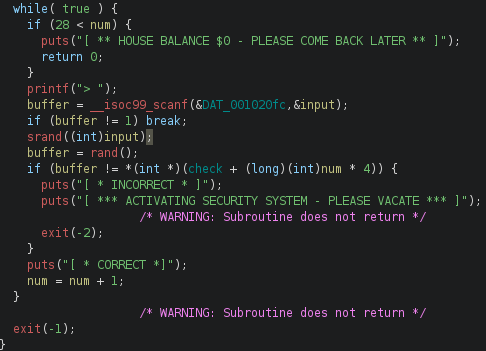 while( true ) {
if (28 < num) {
puts("[ ** HOUSE BALANCE $0 - PLEASE COME BACK LATER ** ]");
return 0;
}
printf("> ");
buffer = __isoc99_scanf(&DAT_001020fc,&input);
if (buffer != 1) break;
srand((int)input);
buffer = rand();
if (buffer != *(int *)(check + (long)(int)num * 4)) {
puts("[ * INCORRECT * ]");
puts("[ *** ACTIVATING SECURITY SYSTEM - PLEASE VACATE *** ]");
/* WARNING: Subroutine does not return */
exit(-2);
}
puts("[ * CORRECT *]");
num = num + 1;
}
/* WARNING: Subroutine does not return */
exit(-1);
}